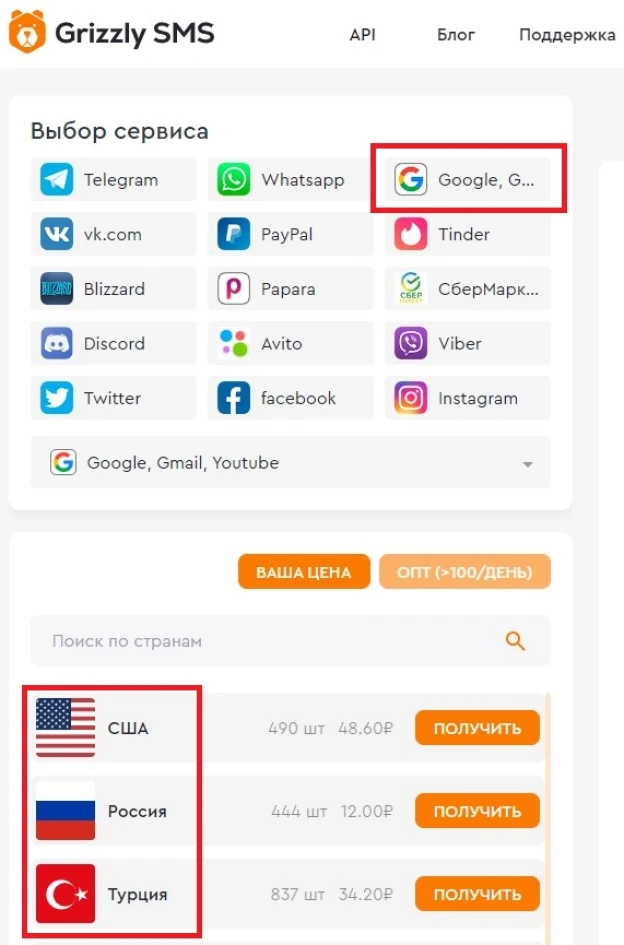 Grizzly SMS API Блог Поддержка
Выбор сервиса
Telegram Whatsapp Google, G...
vk.com PayPal Tinder
Blizzard Papara СберМарк...
Discord Avito Viber
Twitter facebook Instagram
Google, Gmail, Youtube
ВАША ЦЕНА ОПТ (>100/ДЕНЬ)
Поиск по странам
США 490 шт 48.60₽ ПОЛУЧИТЬ
Россия 444 шт 12.00₽ ПОЛУЧИТЬ
Турция 837 шт 34.20₽ ПОЛУЧИТЬ